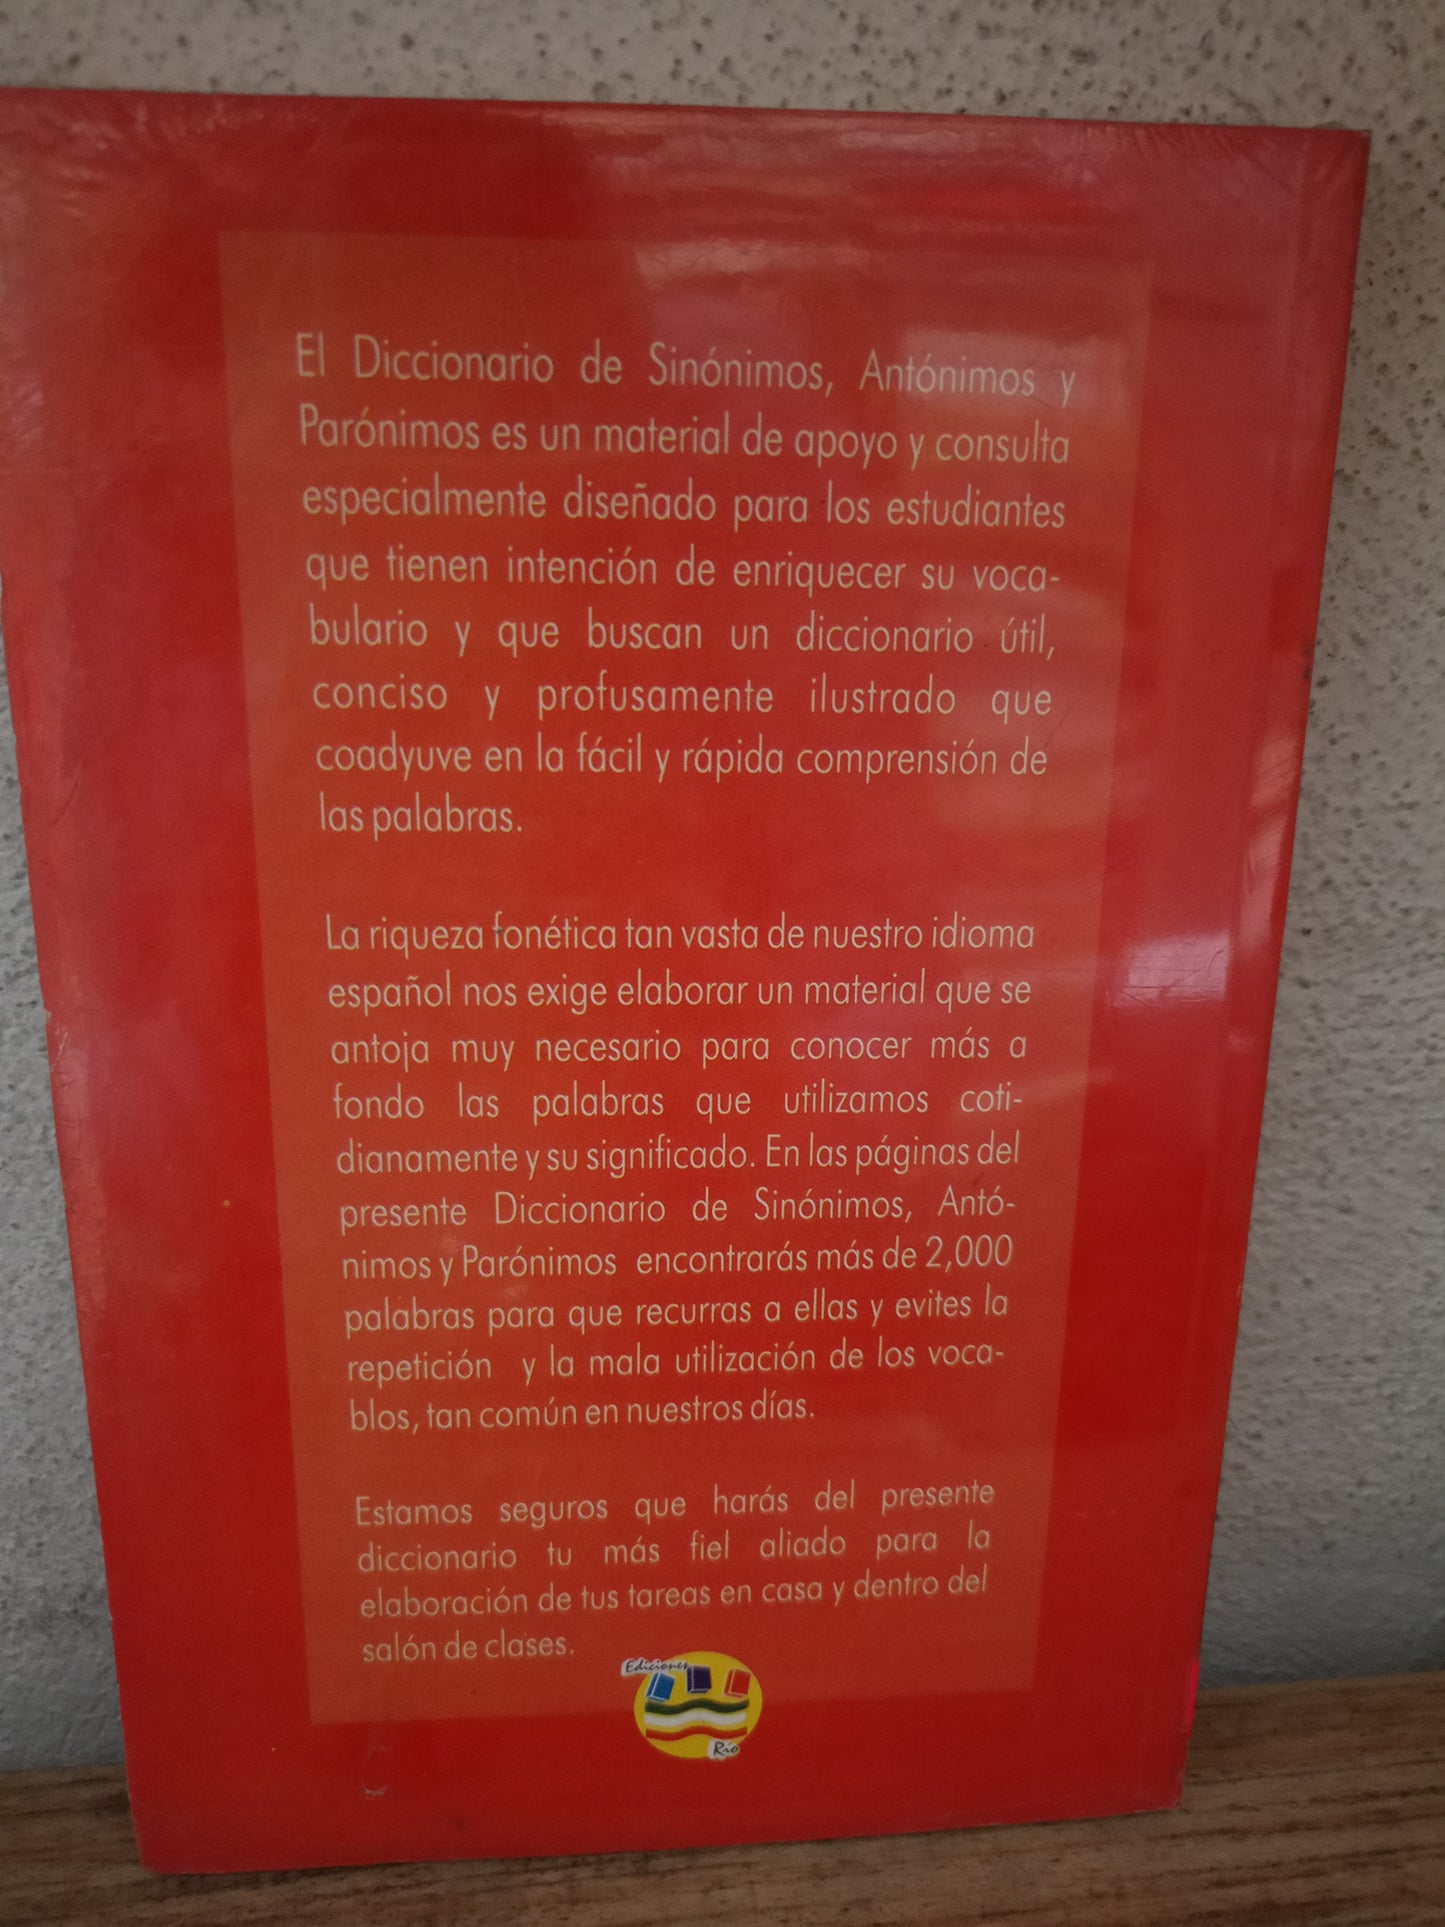 El Diccionario de Sinónimos, Antónimos y
Parónimos es un material de apoyo y consulta
especialmente diseñado para los estudiantes
que tienen intención de enriquecer su voca-
bulario y que buscan un diccionario útil,
conciso y profusamente ilustrado que
coadyuve en la fácil y rápida comprensión de
las palabras.
La riqueza fonética tan vasta de nuestro idioma
español nos exige elaborar un material que se
antoja muy necesario para conocer más a
fondo las palabras que utilizamos coti-
dianamente y su significado. En las páginas del
presente Diccionario de Sinónimos, Antó-
nimos y Parónimos encontrarás más de 2,000
palabras para que recurras a ellas y evites la
repetición y la mala utilización de los voca-
blos, tan común en nuestros días.
Estamos seguros que harás del presente
diccionario tu más fiel aliado para la
elaboración de tus tareas en casa y dentro del
salón de clases.
Ediciones
Río